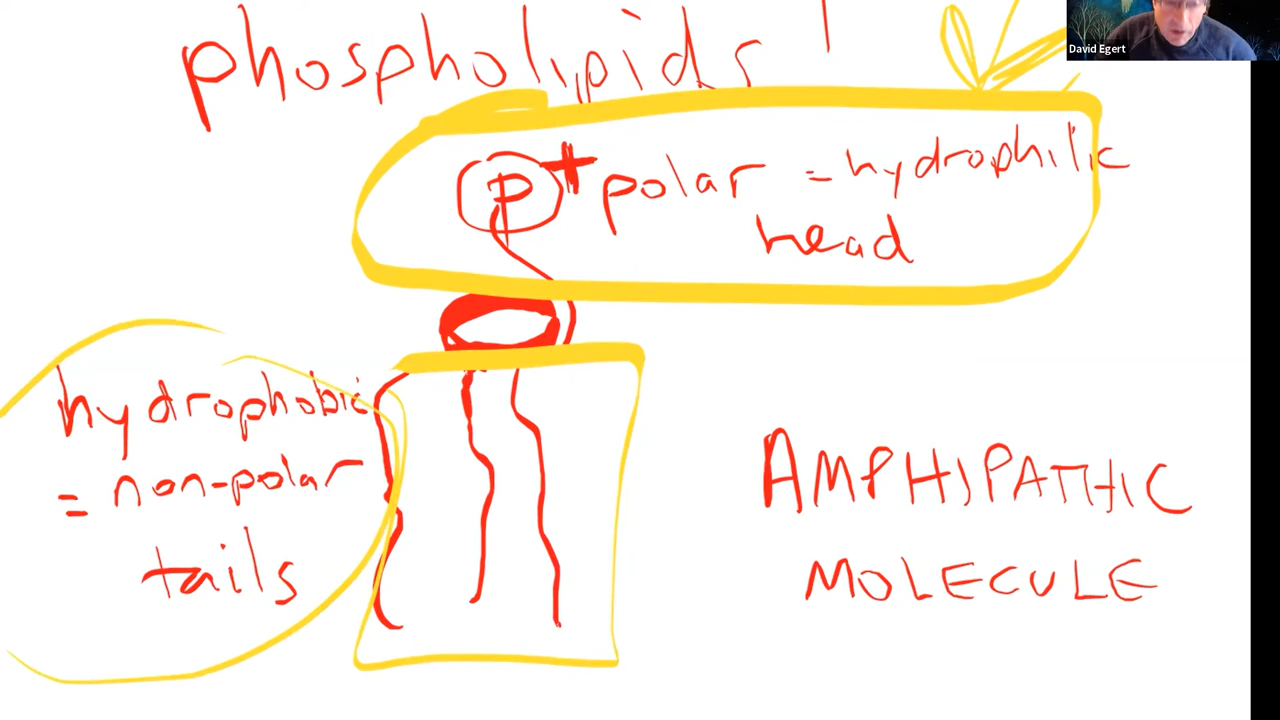 phospholipids!
David Egert
P + polar = hydrophilic
head
hydrophobic
= non-polar
tails
AMPHIPATHIC
MOLECULE